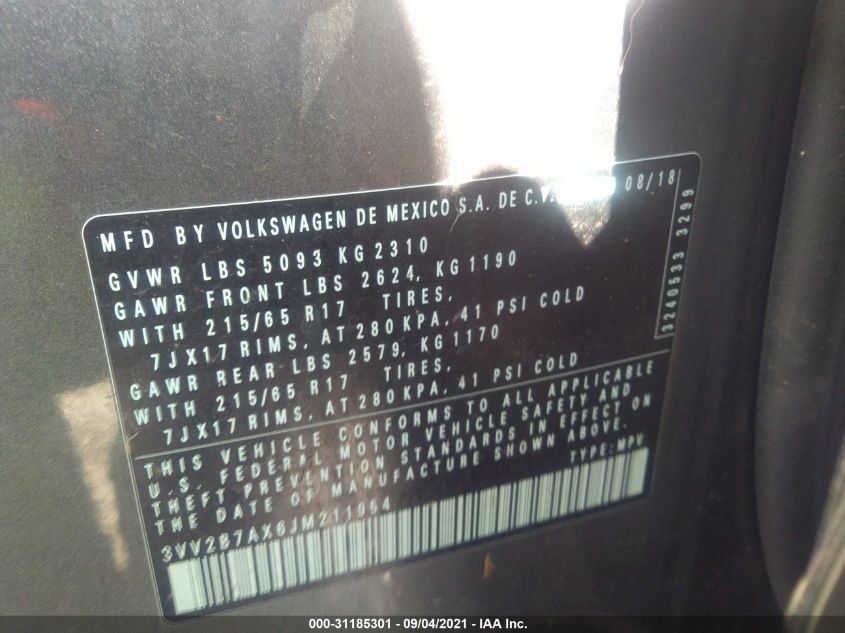 MFD BY VOLKSWAGEN DE MEXICO S.A. DE C.V. 08/18
GVWR LBS 5093 KG 2310
GAWR FRONT LBS 2624, KG 1190
WITH 215/65 R17 TIRES,
7JX17 RIMS, AT 280KPA, 41 PSI COLD
GAWR REAR LBS 2579, KG 1170
WITH 215/65 R17 TIRES,
7JX17 RIMS, AT 280KPA, 41 PSI COLD
3240533 3299
THIS VEHICLE CONFORMS TO ALL APPLICABLE
U.S. FEDERAL MOTOR VEHICLE SAFETY AND
THEFT PREVENTION STANDARDS IN EFFECT ON
THE DATE OF MANUFACTURE SHOWN ABOVE.
TYPE: MPV
3VV2B7AX6JM211954
000-31185301 - 09/04/2021 - IAA Inc.